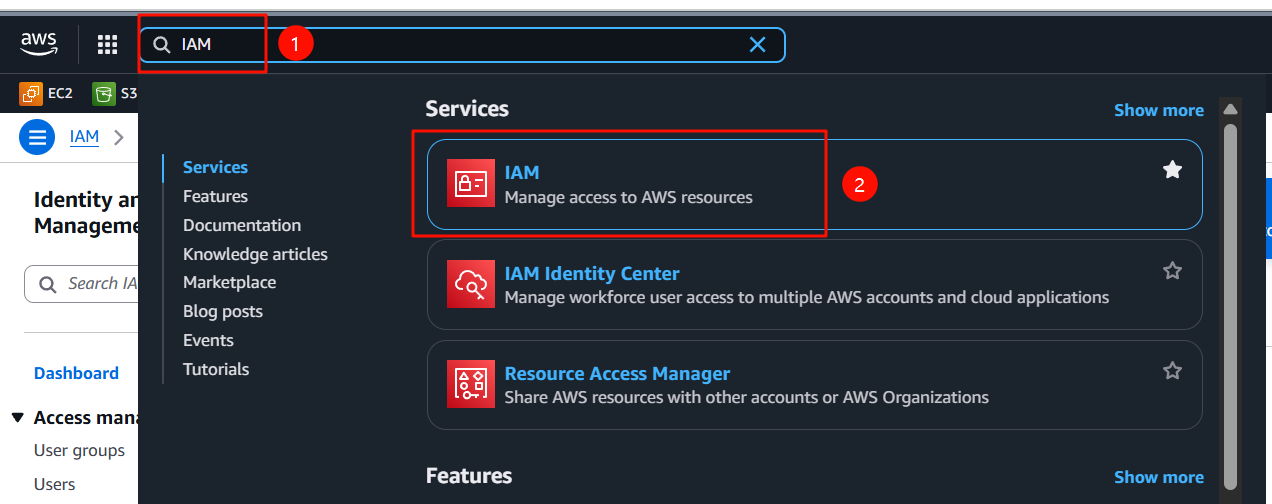 aws
IAM
1
EC2
S3
IAM
Identity an
Manageme
Search IA
Dashboard
Access mana
User groups
Users
Services
Features
Documentation
Knowledge articles
Marketplace
Blog posts
Events
Tutorials
Services
Show more
IAM
Manage access to AWS resources
2
IAM Identity Center
Manage workforce user access to multiple AWS accounts and cloud applications
Resource Access Manager
Share AWS resources with other accounts or AWS Organizations
Features
Show more